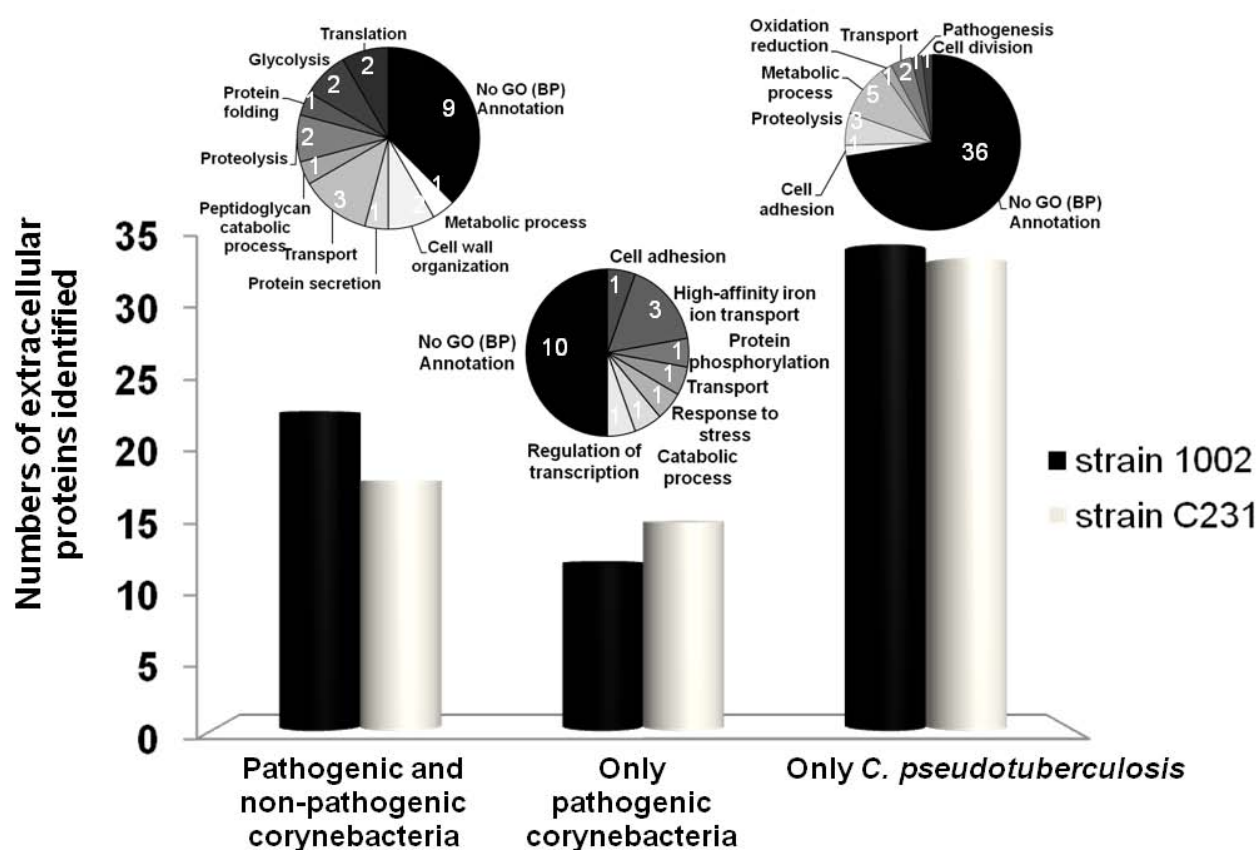 Translation
2
Glycolysis
2
Protein
folding
1
Proteolysis
2
Peptidoglycan
catabolic
process
1
Transport
3
Protein secretion
1
Cell wall
organization
2
Metabolic process
1
No GO (BP)
Annotation
9
Cell adhesion
1
High-affinity iron
ion transport
3
Protein
phosphorylation
1
Transport
1
Response to
stress
1
Catabolic
process
1
Regulation of
transcription
1
No GO (BP)
Annotation
10
Oxidation
reduction
1
Transport
2
Pathogenesis
1
Cell division
1
Metabolic
process
5
Proteolysis
3
Cell
adhesion
1
No GO (BP)
Annotation
36
Numbers of extracellular
proteins identified
35
30
25
20
15
10
5
0
Pathogenic and
non-pathogenic
corynebacteria
Only
pathogenic
corynebacteria
Only C. pseudotuberculosis
strain 1002
strain C231